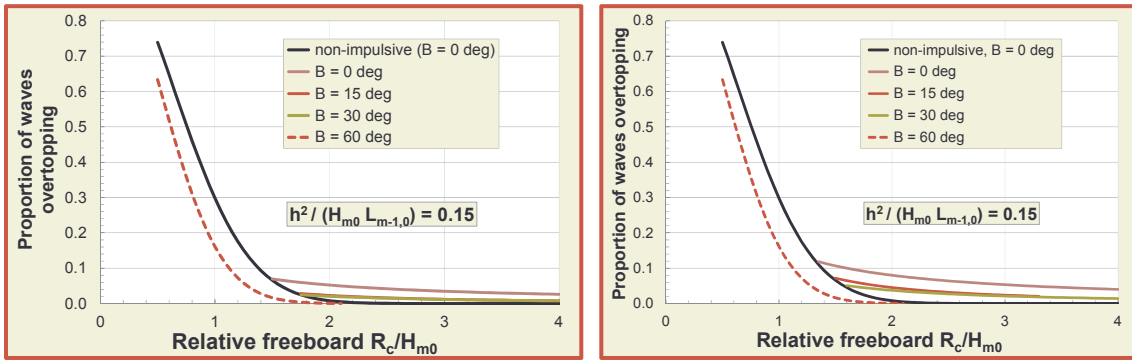 0.8
0.7
0.6
0.5
0.4
0.3
0.2
0.1
0.0
Proportion of waves
overtopping
non-impulsive (B = 0 deg)
B = 0 deg
B = 15 deg
B = 30 deg
B = 60 deg
h² / (Hm0 Lm-1,0) = 0.15
0 1 2 3 4
Relative freeboard Rc/Hm0
0.8
0.7
0.6
0.5
0.4
0.3
0.2
0.1
0.0
Proportion of waves overtopping
non-impulsive, B = 0 deg
B = 0 deg
B = 15 deg
B = 30 deg
B = 60 deg
h² / (Hm0 Lm-1,0) = 0.15
0 1 2 3 4
Relative freeboard Rc/Hm0